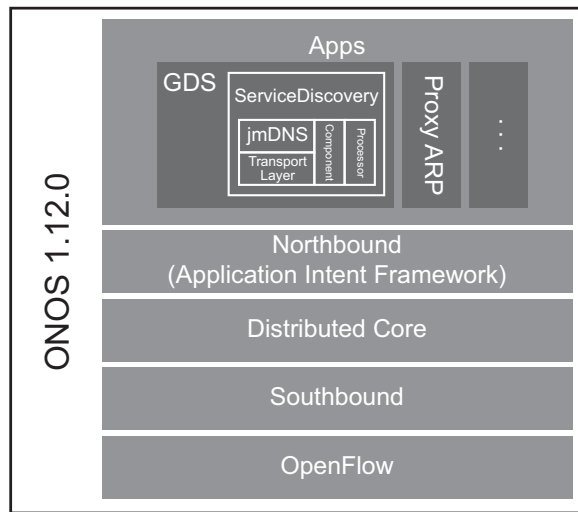 ONOS 1.12.0
Apps
GDS
ServiceDiscovery
jmDNS
Transport
Layer
Component
Processor
Proxy ARP
. . .
Northbound
(Application Intent Framework)
Distributed Core
Southbound
OpenFlow